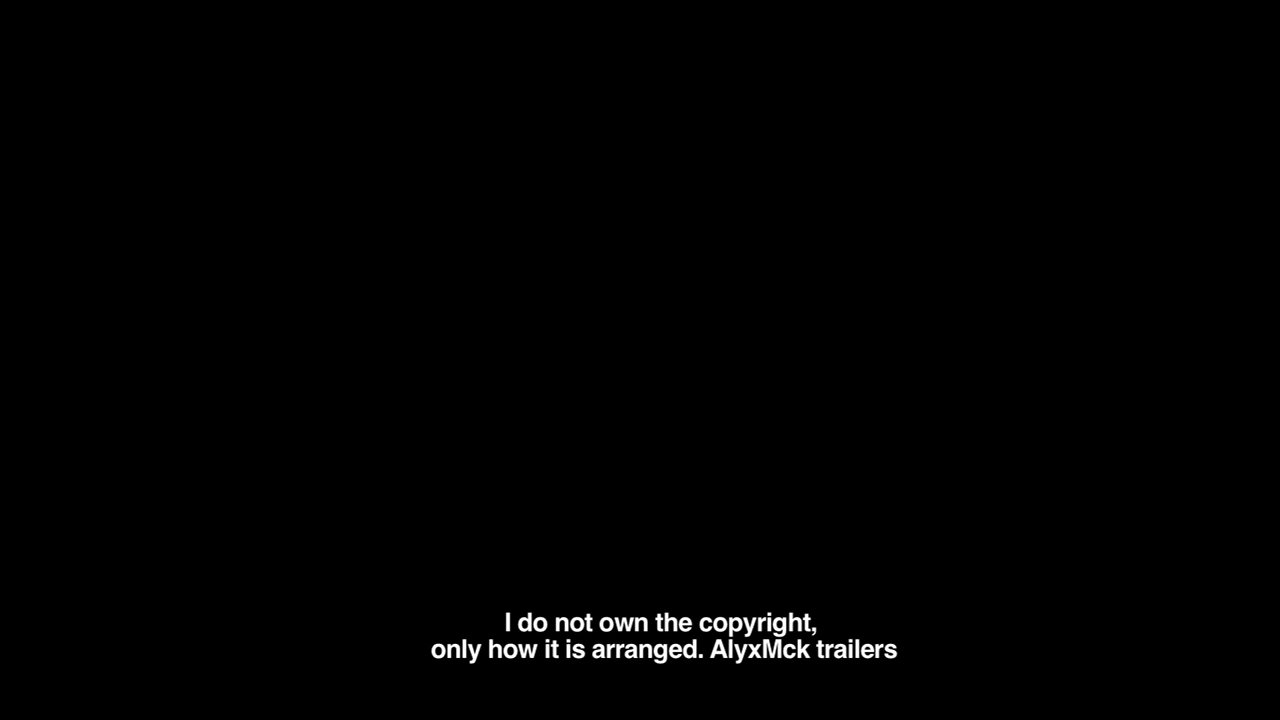 I do not own the copyright,
only how it is arranged. AlyxMck trailers